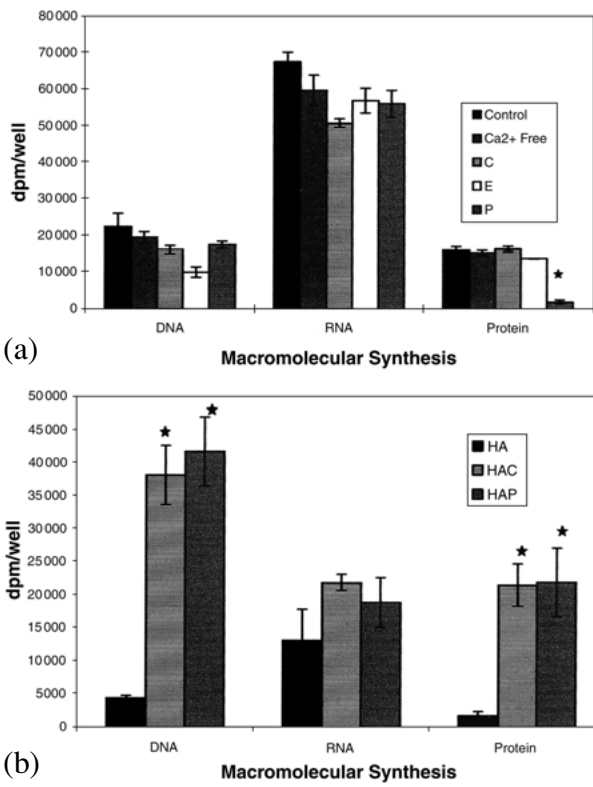 80 000
70 000
60 000
50 000
40 000
30 000
20 000
10 000
0
dpm/well
Control
Ca2+ Free
C
E
P
★
DNA RNA Protein
(a)
Macromolecular Synthesis
50 000
45 000
40 000
35 000
30 000
25 000
20 000
15 000
10 000
5000
0
dpm/well
★ ★
HA
HAC
HAP
★ ★
DNA RNA Protein
(b)
Macromolecular Synthesis